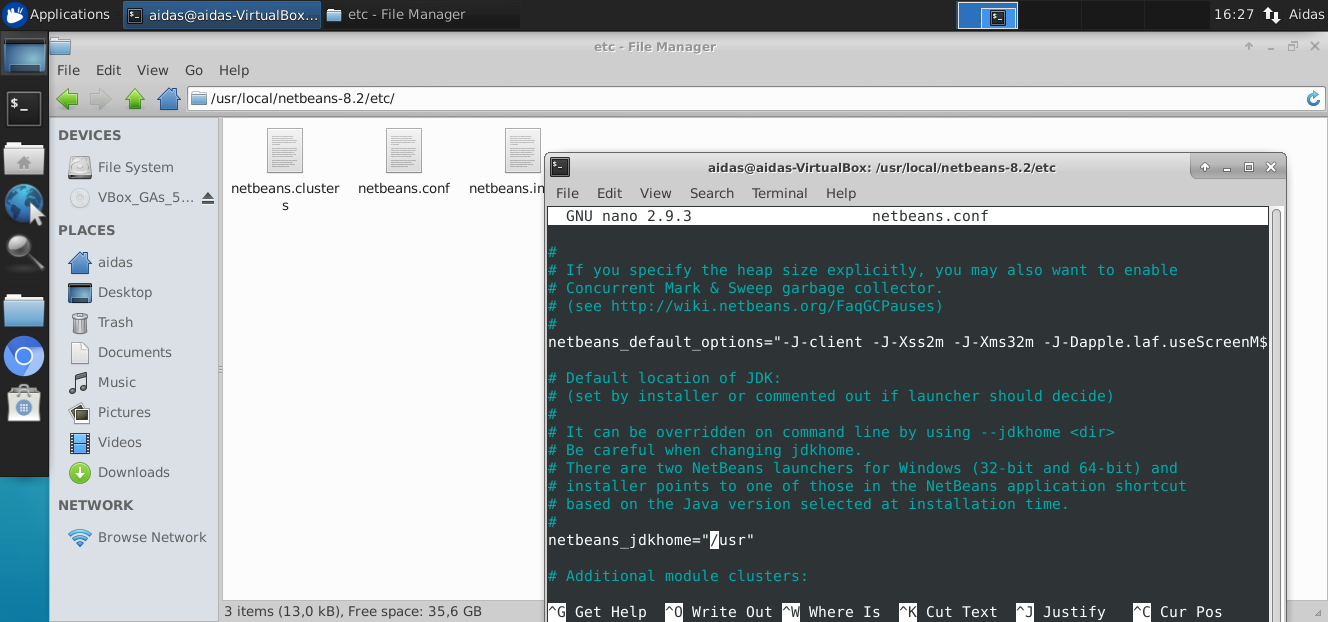 Applications
aidas@aidas-VirtualBox...
etc - File Manager
16:27
Aidas
etc - File Manager
File Edit View Go Help
/usr/local/netbeans-8.2/etc/
DEVICES
File System
VBox_GAs_5...
PLACES
aidas
Desktop
Trash
Documents
Music
Pictures
Videos
Downloads
NETWORK
Browse Network
netbeans.cluster
s
netbeans.conf
netbeans.in
3 items (13,0 kB), Free space: 35,6 GB
aidas@aidas-VirtualBox: /usr/local/netbeans-8.2/etc
File Edit View Search Terminal Help
GNU nano 2.9.3 netbeans.conf
#
# If you specify the heap size explicitly, you may also want to enable
# Concurrent Mark & Sweep garbage collector.
# (see http://wiki.netbeans.org/FaqGCPauses)
#
netbeans_default_options="-J-client -J-Xss2m -J-Xms32m -J-Dapple.laf.useScreenM$
# Default location of JDK:
# (set by installer or commented out if launcher should decide)
#
# It can be overridden on command line by using --jdkhome <dir>
# Be careful when changing jdkhome.
# There are two NetBeans launchers for Windows (32-bit and 64-bit) and
# installer points to one of those in the NetBeans application shortcut
# based on the Java version selected at installation time.
#
netbeans_jdkhome="/usr"
# Additional module clusters:
^G Get Help ^O Write Out ^W Where Is ^K Cut Text ^J Justify ^C Cur Pos